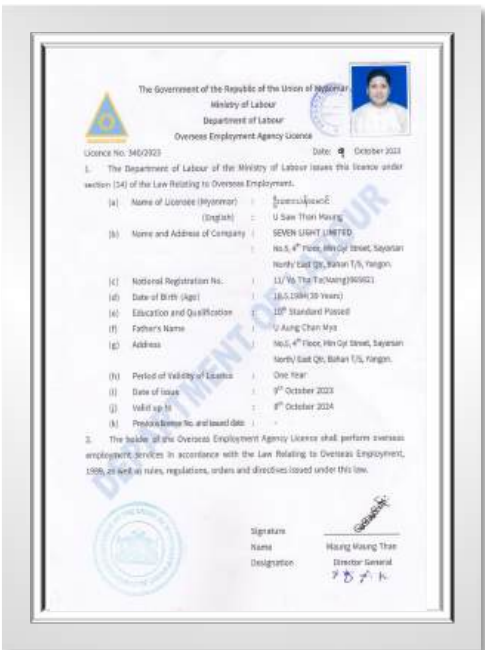 The Government of the Republic of the Union of Myanmar
Ministry of Labour
Department of Labour
Overseas Employment Agency Licence
Licence No. 340/2023 Date: 9 October 2023
1. The Department of Labour of the Ministry of Labour issues this licence under
section (14) of the Law Relating to Overseas Employment.
(a) Name of Licensee (Myanmar) :
(English) : U Saw Thon Maung
(b) Name and Address of Company : SEVEN LIGHT LIMITED
: No.5, 4th Floor, Min Gyi Street, Sayarsan
North/ East Qtr, Bahan T/S, Yangon.
(c) National Registration No. :
(d) Date of Birth (Age) : 18.5.1984(39 Years)
(e) Education and Qualification : 10th Standard Passed
(f) Father's Name : U Aung Chan Mya
(g) Address : No.5, 4th Floor, Min Gyi Street, Sayarsan
North/ East Qtr, Bahan T/S, Yangon.
(h) Period of Validity of Licence : One Year
(i) Date of Issue : 9th October 2023
(j) Valid up to : 8th October 2024
(k) Previous license No. and issued date : -
2. The holder of the Overseas Employment Agency Licence shall perform overseas
employment services in accordance with the Law Relating to Overseas Employment,
1999, as well as rules, regulations, orders and directives issued under this law.
DEPARTMENT OF LABOUR
Signature
Name Maung Maung Than
Designation Director General